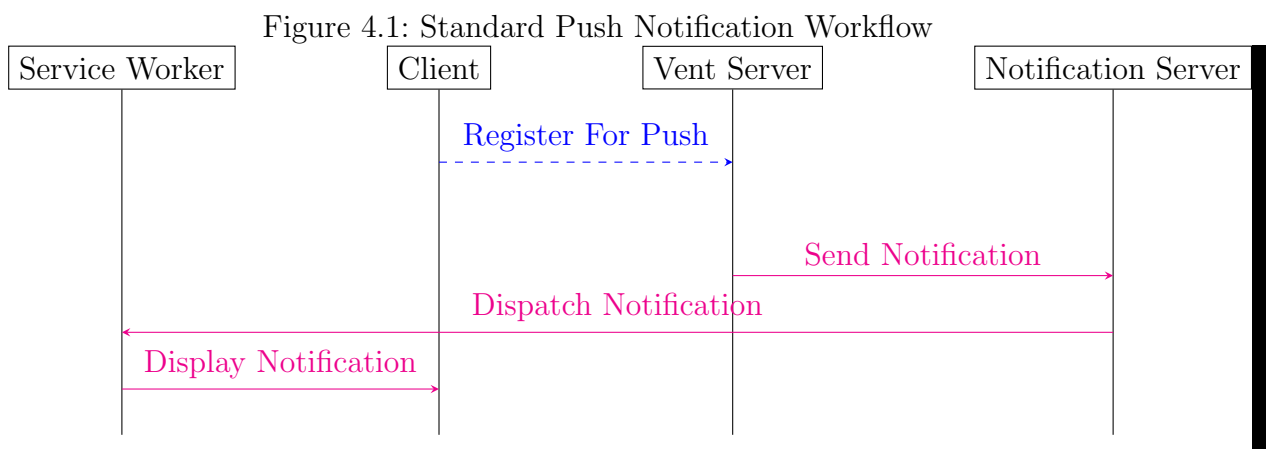 Figure 4.1: Standard Push Notification Workflow
Service Worker
Client
Vent Server
Notification Server
Register For Push
Send Notification
Dispatch Notification
Display Notification